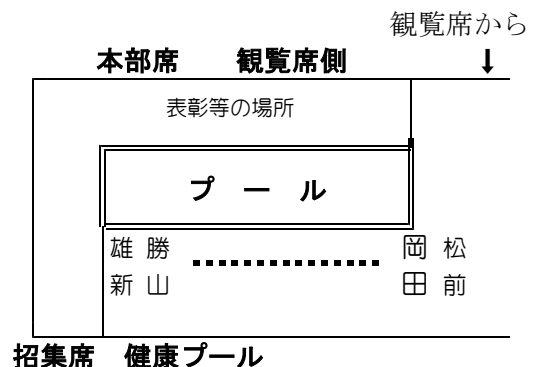 観覧席から
本部席 観覧席側 ⬇
表彰等の場所
プ ー ル
雄 勝 ................ 岡 松
新 山 田 前
招集席 健康プール